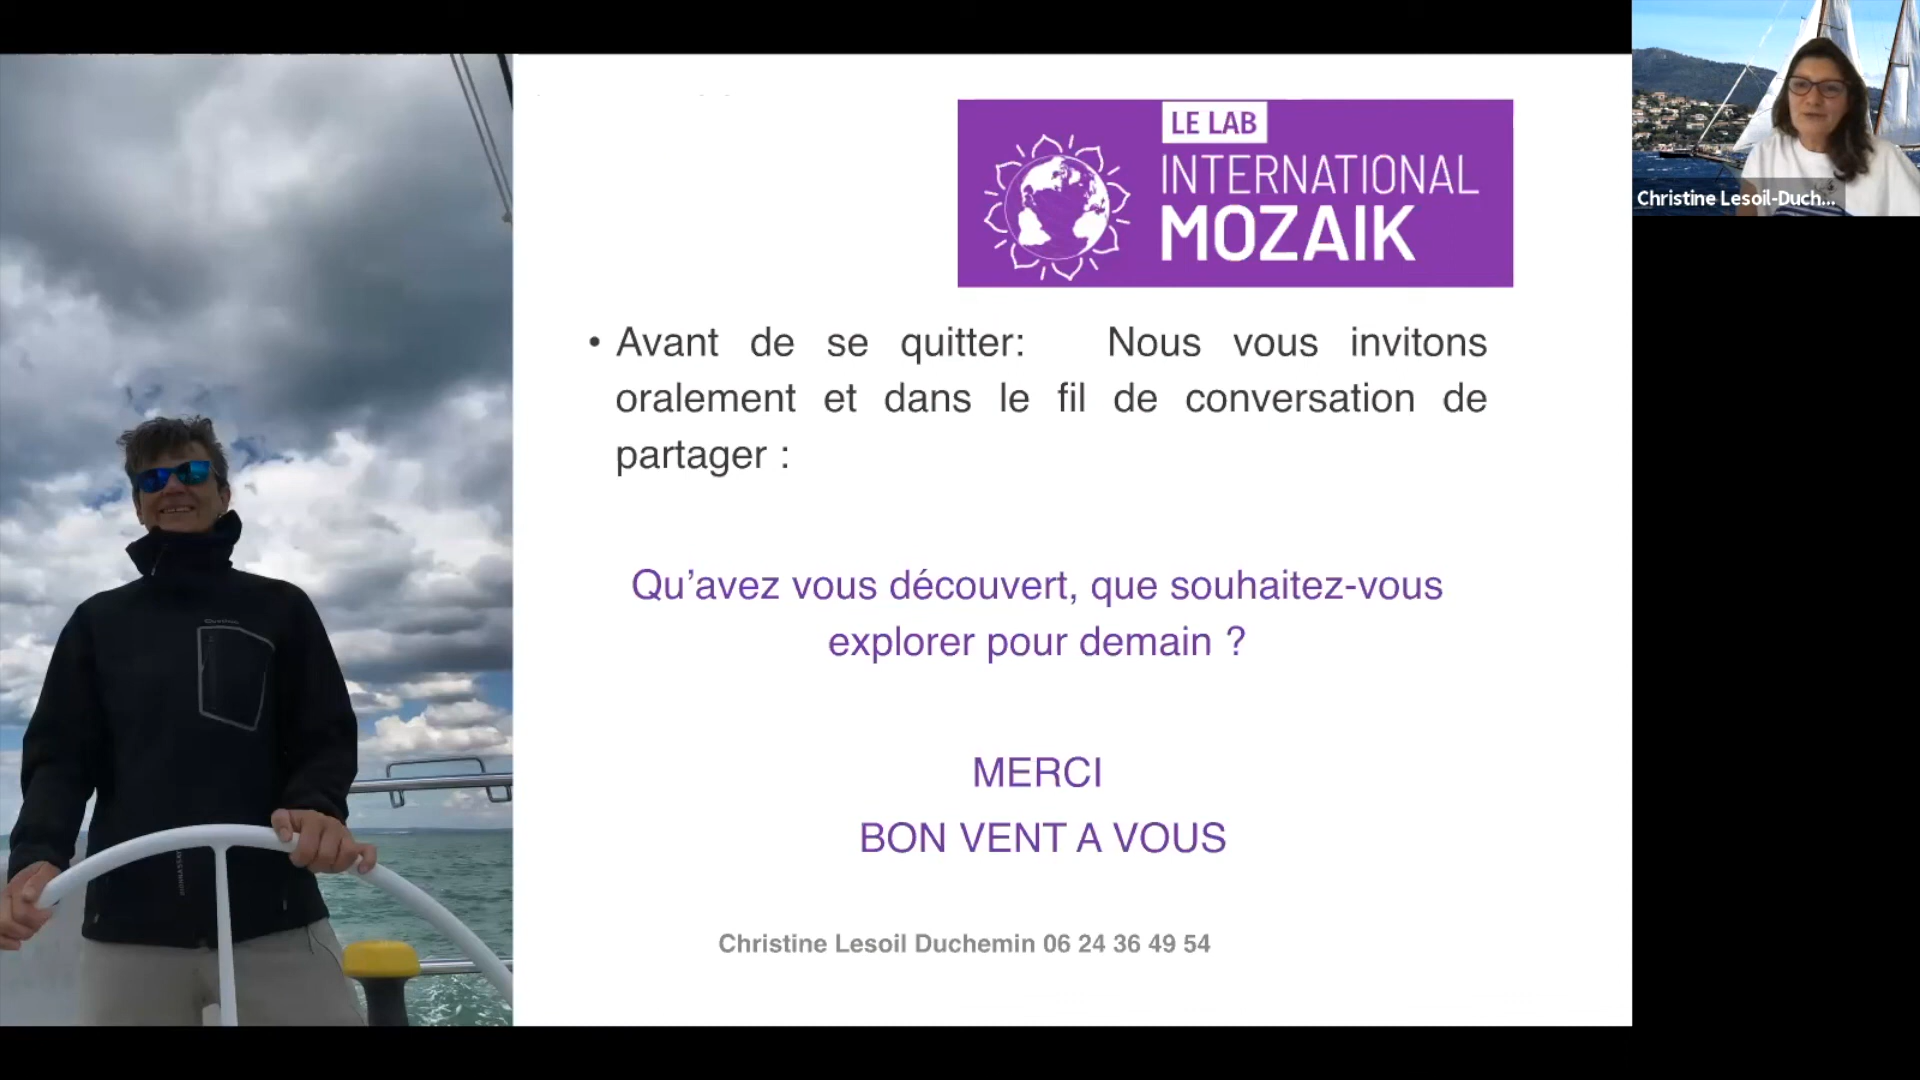 LE LAB
INTERNATIONAL
MOZAIK
Christine Lesoil-Duch...
• Avant de se quitter: Nous vous invitons
oralement et dans le fil de conversation de
partager :
Qu’avez vous découvert, que souhaitez-vous
explorer pour demain ?
MERCI
BON VENT A VOUS
Christine Lesoil Duchemin 06 24 36 49 54